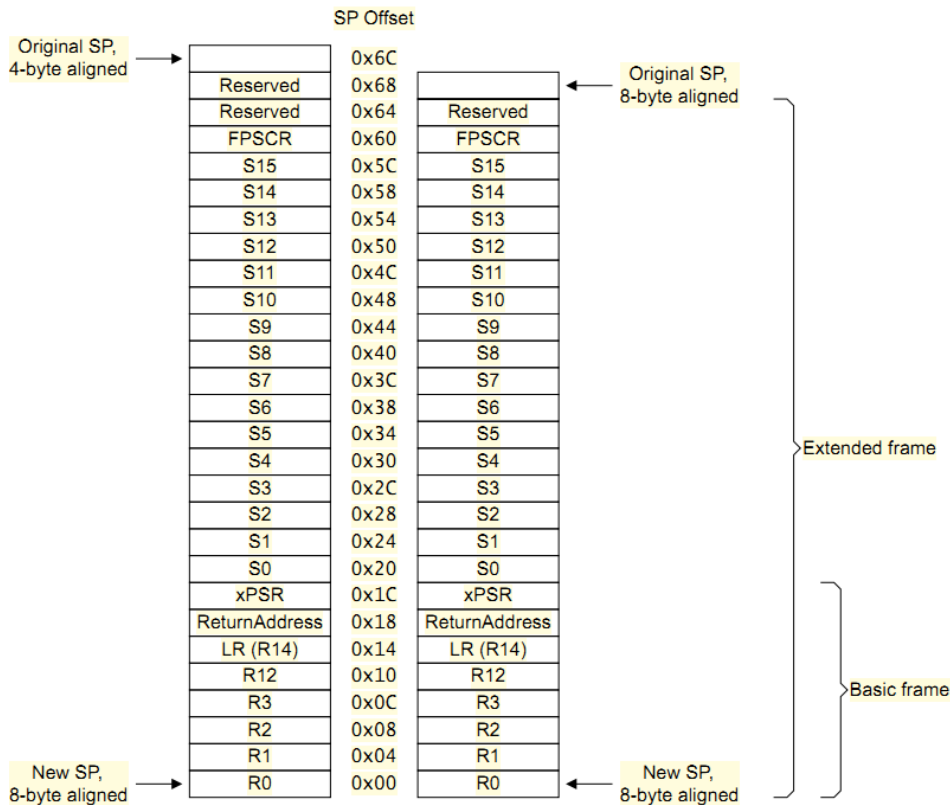 SP Offset
Original SP,
4-byte aligned
0x6C
Reserved 0x68
Original SP,
8-byte aligned
Reserved 0x64 Reserved
FPSCR 0x60 FPSCR
S15 0x5C S15
S14 0x58 S14
S13 0x54 S13
S12 0x50 S12
S11 0x4C S11
S10 0x48 S10
S9 0x44 S9
S8 0x40 S8
S7 0x3C S7
S6 0x38 S6
S5 0x34 S5
S4 0x30 S4
Extended frame
S3 0x2C S3
S2 0x28 S2
S1 0x24 S1
S0 0x20 S0
xPSR 0x1C xPSR
ReturnAddress 0x18 ReturnAddress
LR (R14) 0x14 LR (R14)
R12 0x10 R12
Basic frame
R3 0x0C R3
R2 0x08 R2
R1 0x04 R1
New SP,
8-byte aligned
R0 0x00 R0
New SP,
8-byte aligned